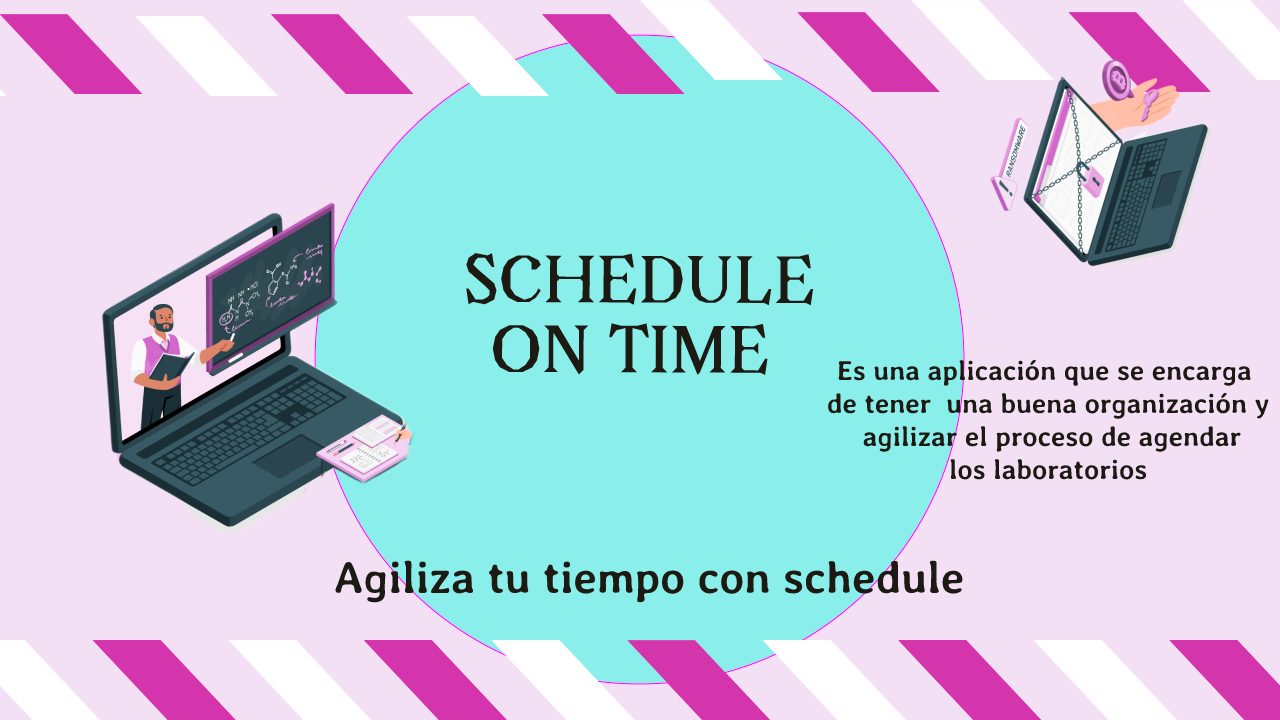 SCHEDULE
ON TIME
Es una aplicación que se encarga
de tener una buena organización y
agilizar el proceso de agendar
los laboratorios
Agiliza tu tiempo con schedule
RANSOMWARE